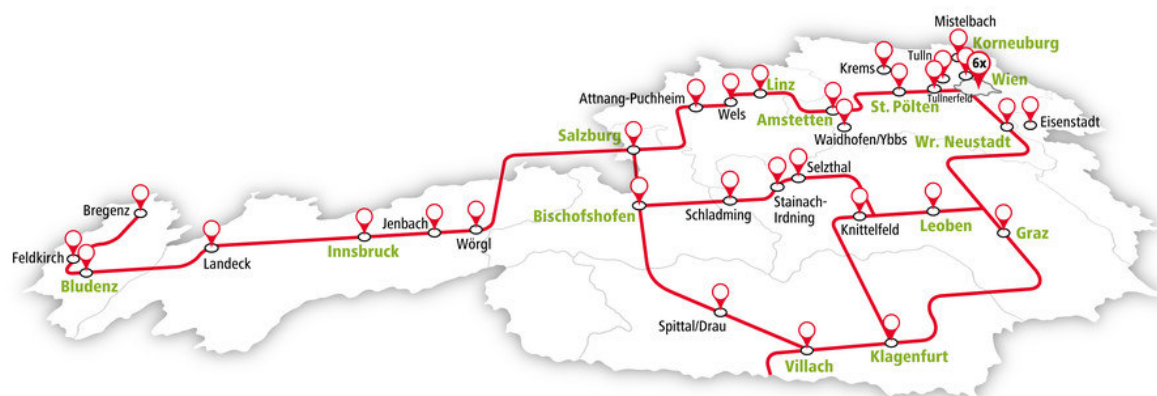 Mistelbach
Korneuburg
Tulln
6x
Krems
Wien
Linz
Attnang-Puchheim
Wels
St. Pölten
Tullnerfeld
Amstetten
Eisenstadt
Salzburg
Waidhofen/Ybbs
Wr. Neustadt
Selzthal
Bregenz
Bischofshofen
Schladming
Stainach-
Irdning
Jenbach
Knittelfeld
Leoben
Graz
Feldkirch
Innsbruck
Wörgl
Landeck
Bludenz
Spittal/Drau
Villach
Klagenfurt